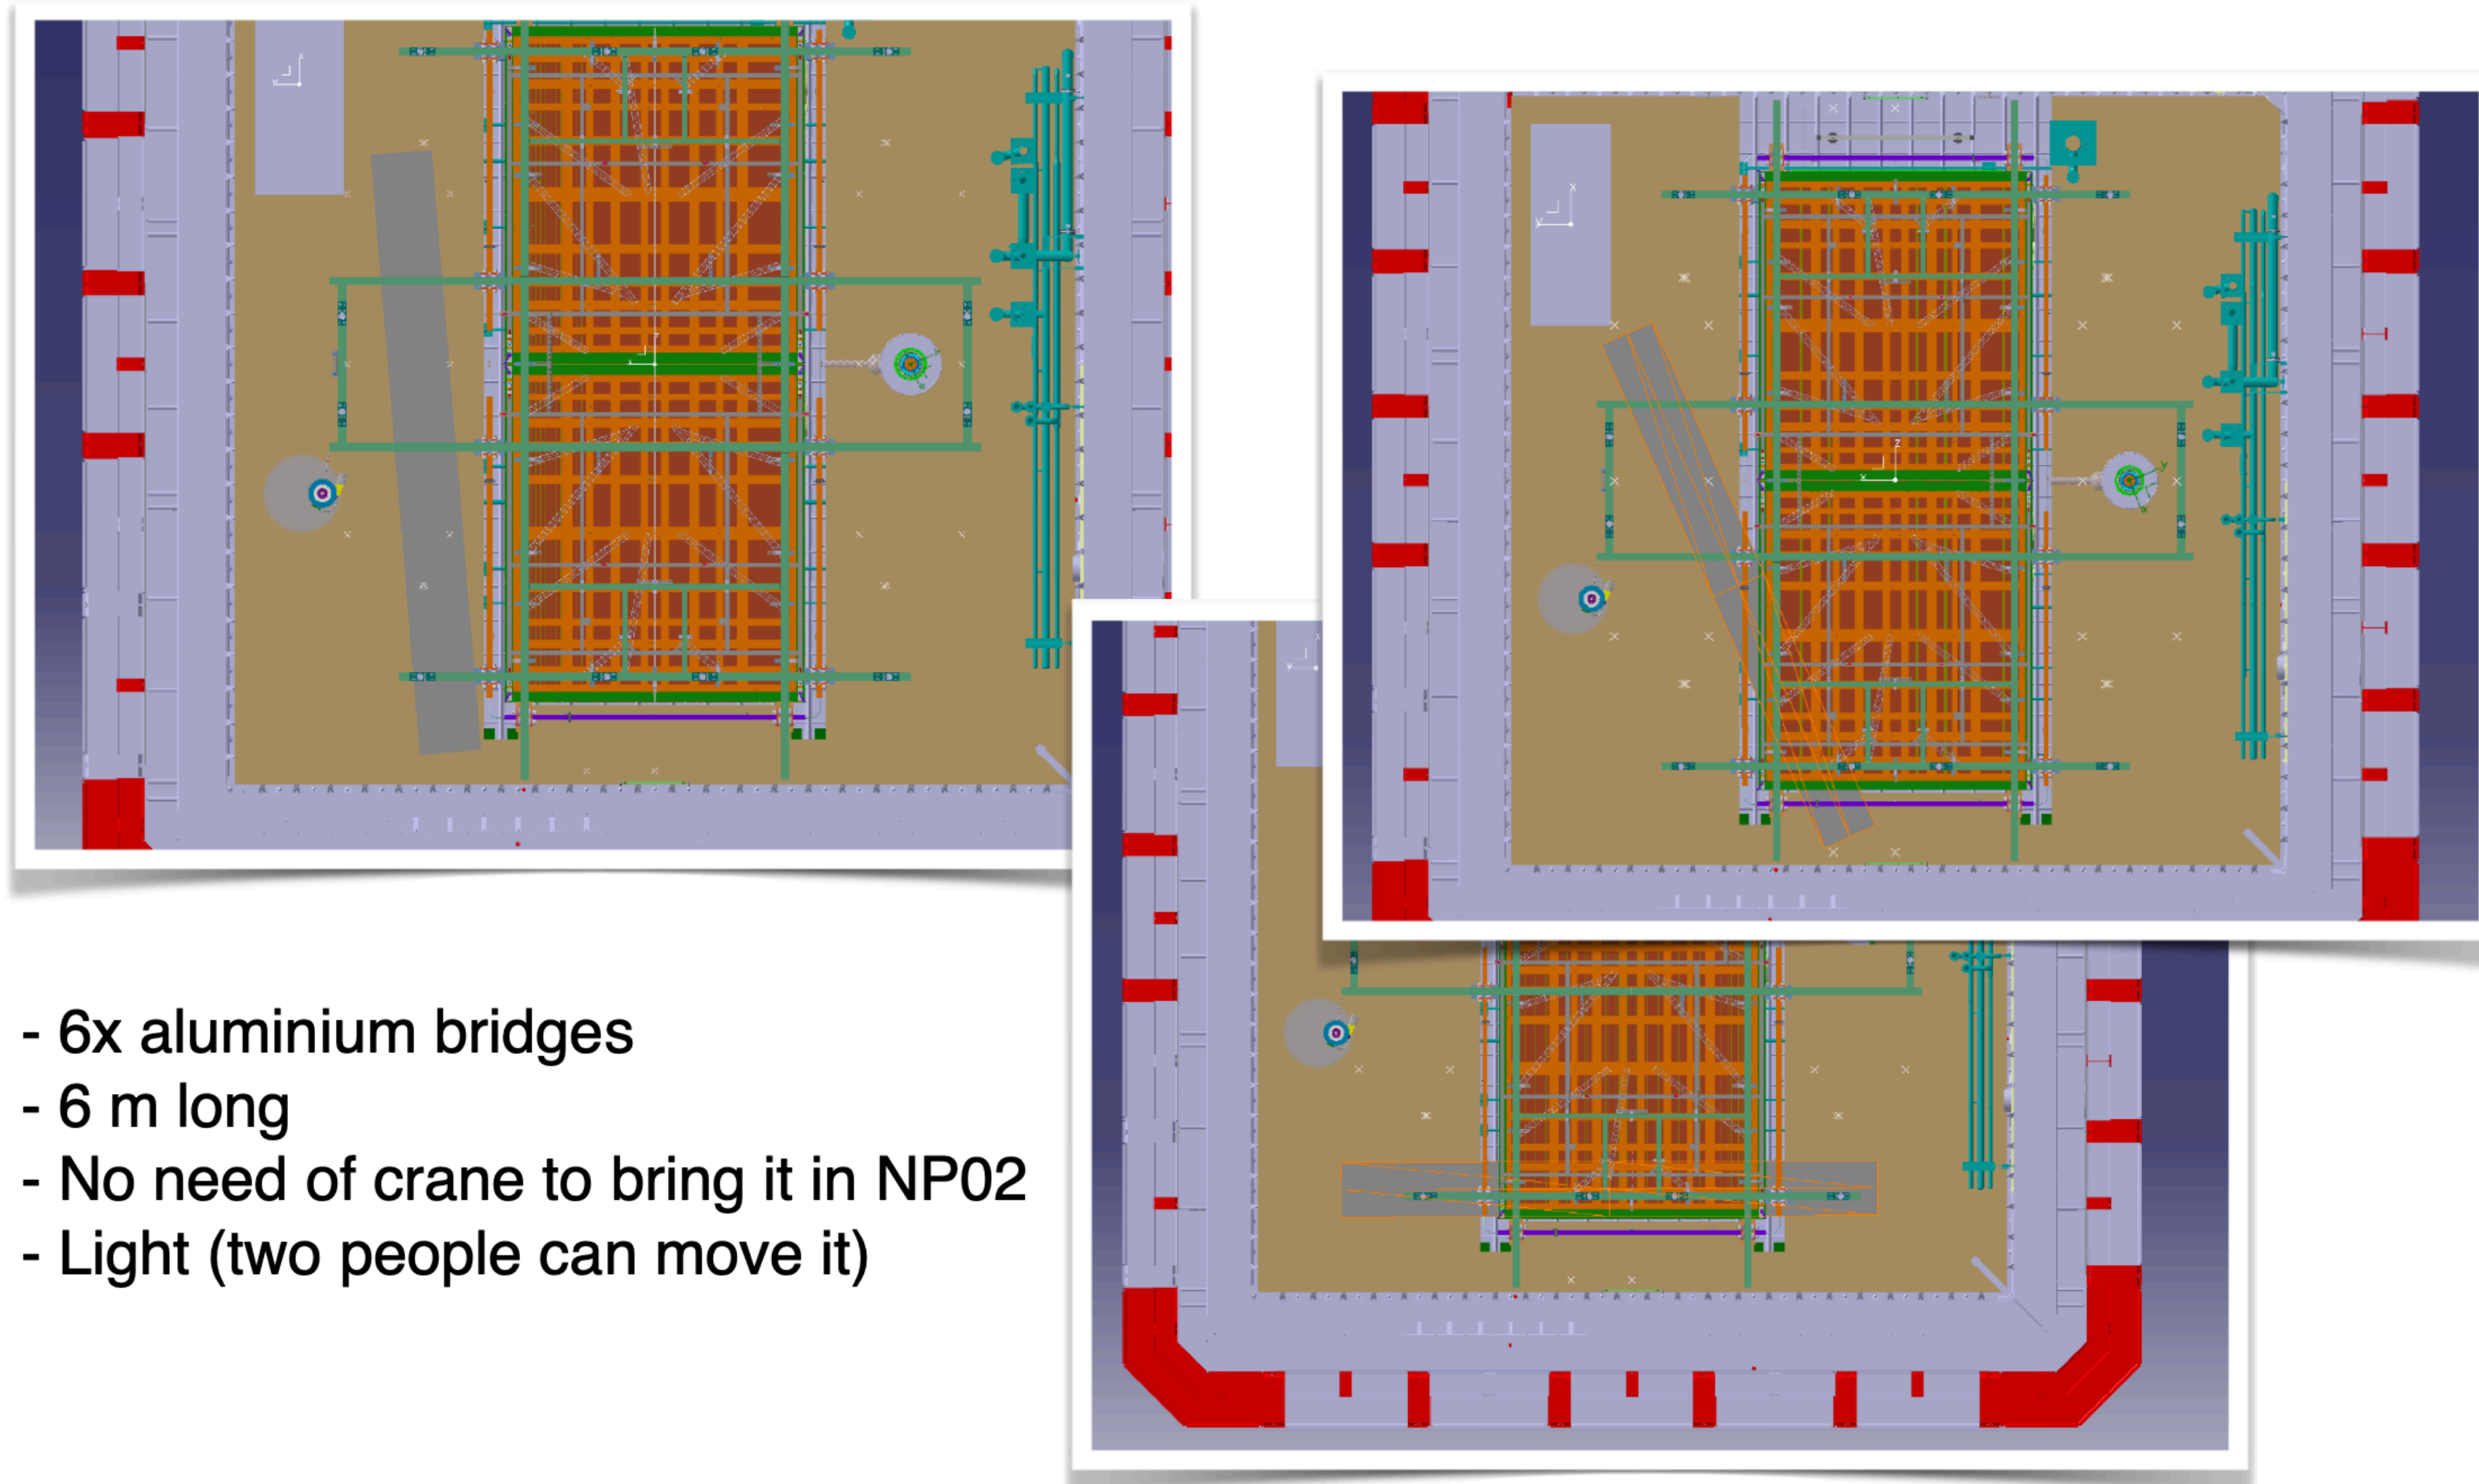 - 6x aluminium bridges
- 6 m long
- No need of crane to bring it in NP02
- Light (two people can move it)